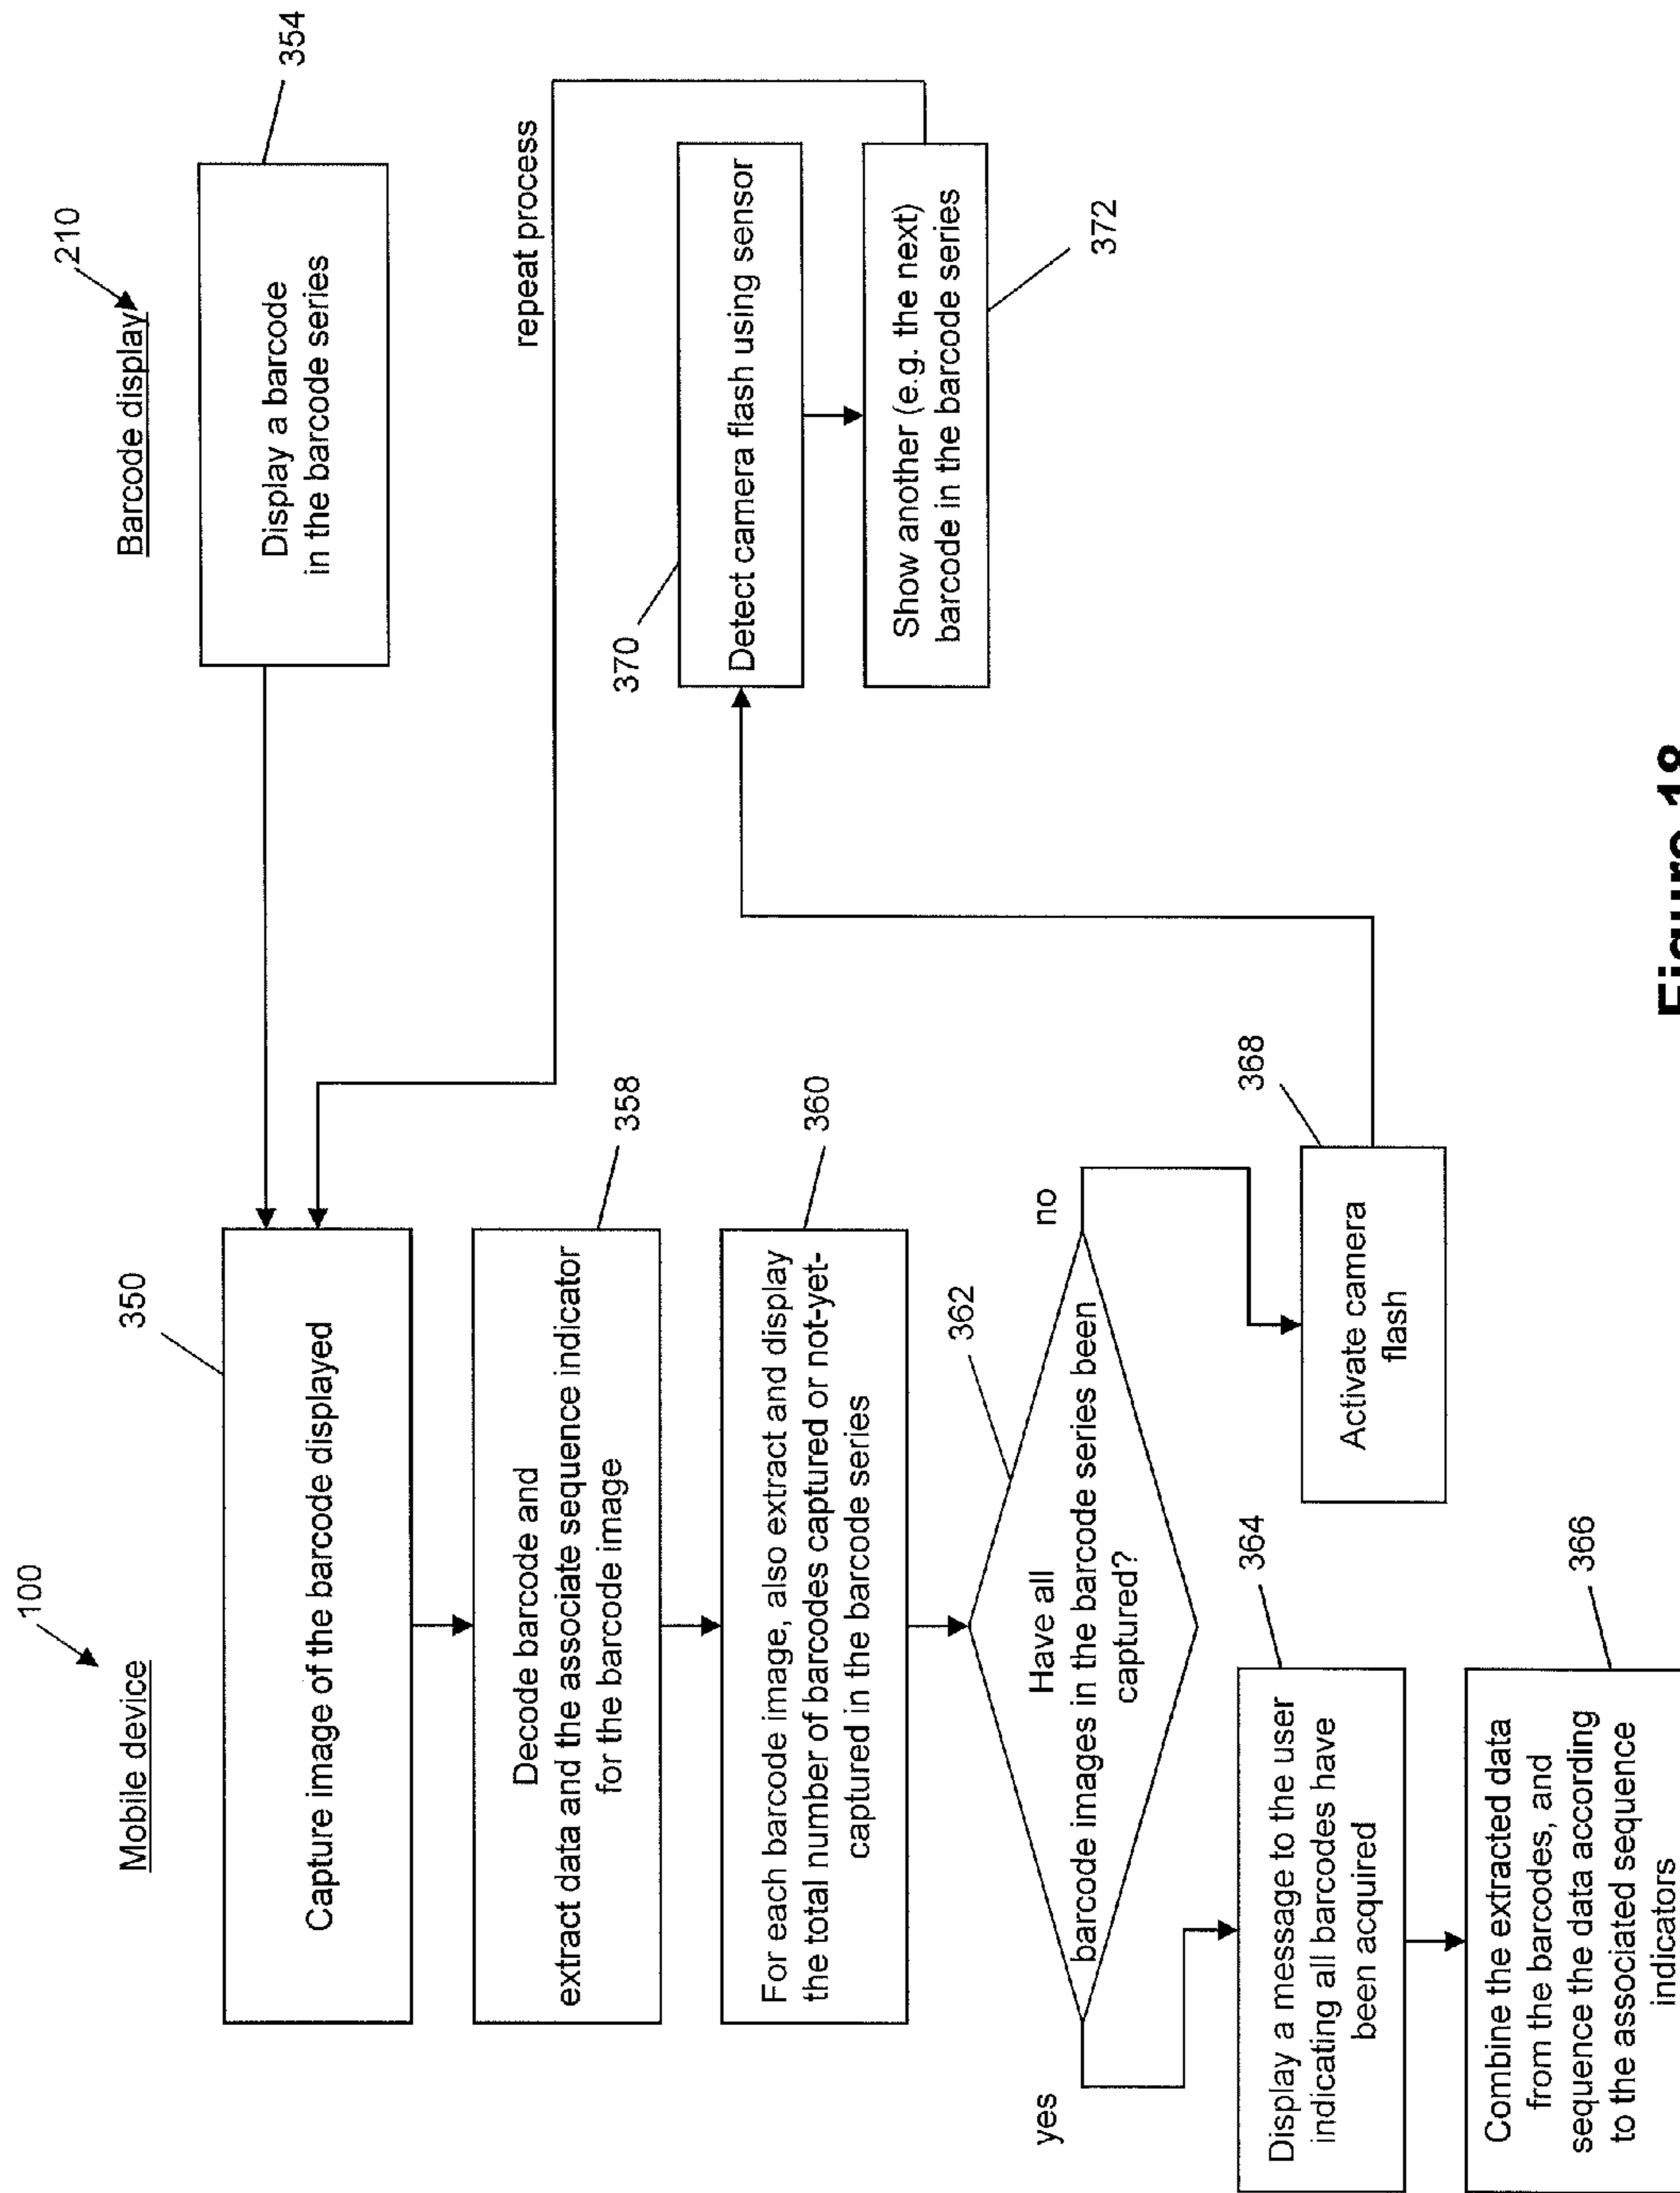 100
Mobile device
210
Barcode display
354
Display a barcode
in the barcode series
350
Capture image of the barcode displayed
repeat process
358
Decode barcode and
extract data and the associate sequence indicator
for the barcode image
360
For each barcode image, also extract and display
the total number of barcodes captured or not-yet-
captured in the barcode series
370
Detect camera flash using sensor
Show another (e.g. the next)
barcode in the barcode series
372
362
Have all
barcode images in the barcode series been
captured?
no
yes
368
Activate camera
flash
364
Display a message to the user
indicating all barcodes have
been acquired
366
Combine the extracted data
from the barcodes, and
sequence the data according
to the associated sequence
indicators
Figure 18